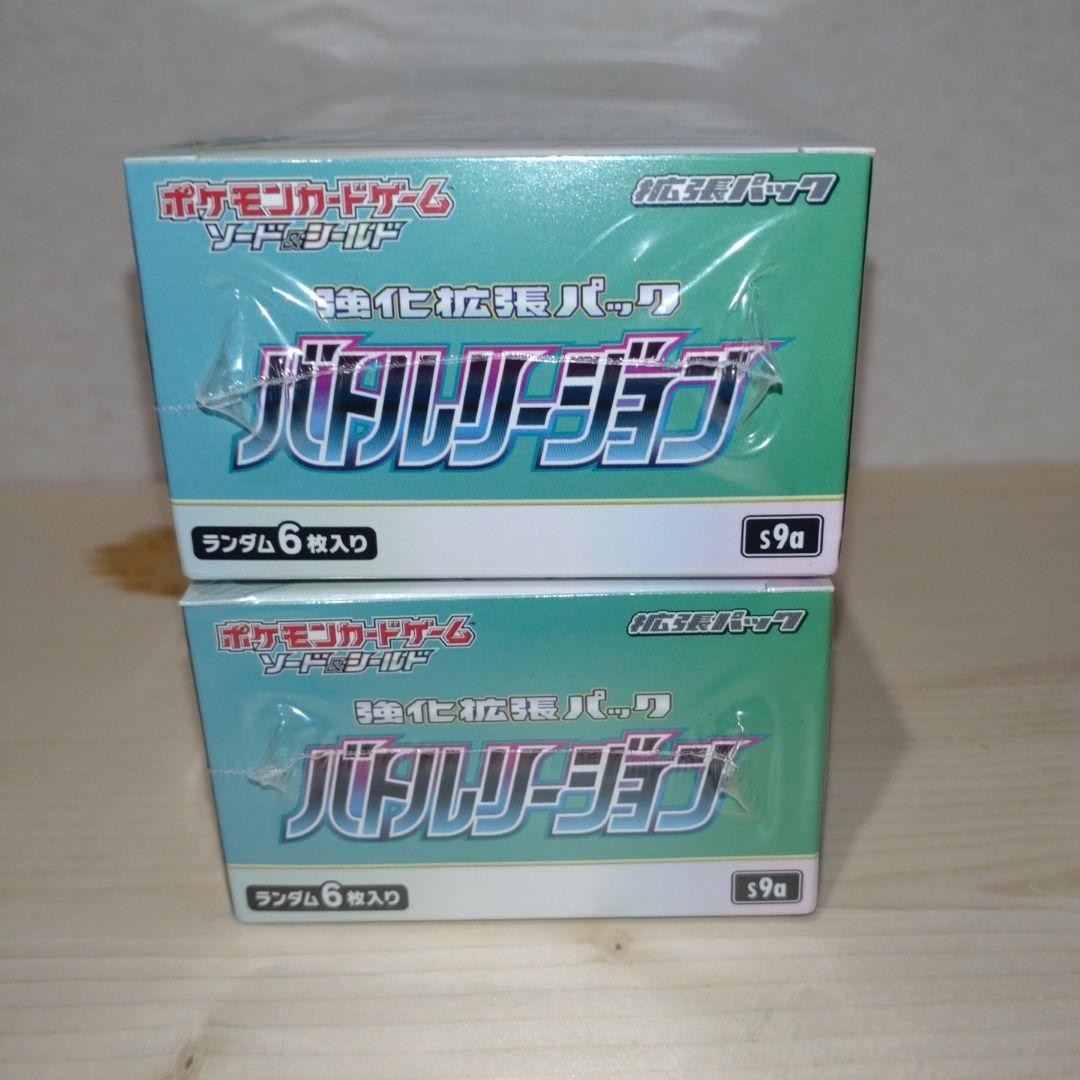 ポケモンカードゲーム
ソード&シールド
拡張パック
強化拡張パック
バトルリージョン
ランダム6枚入り
s9a
ポケモンカードゲーム
ソード&シールド
拡張パック
強化拡張パック
バトルリージョン
ランダム6枚入り
s9a